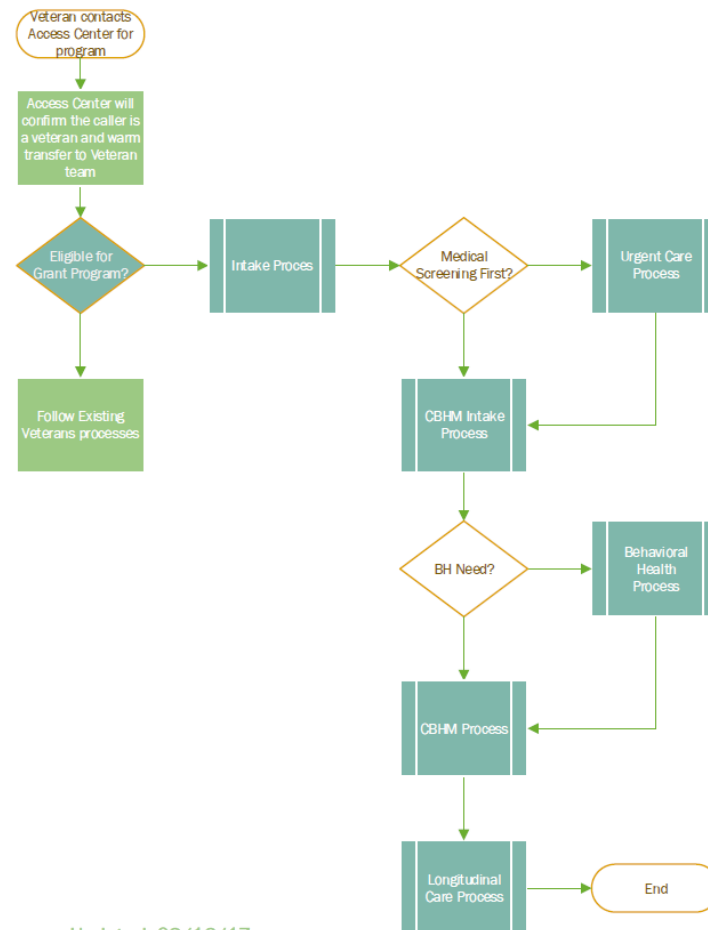 Veteran contacts
Access Center for
program
Access Center will
confirm the caller is
a veteran and warm
transfer to Veteran
team
Eligible for
Grant Program?
Intake Proces
Medical
Screening First?
Urgent Care
Process
Follow Existing
Veterans processes
CBHM Intake
Process
BH Need?
Behavioral
Health
Process
CBHM Process
Longitudinal
Care Process
End